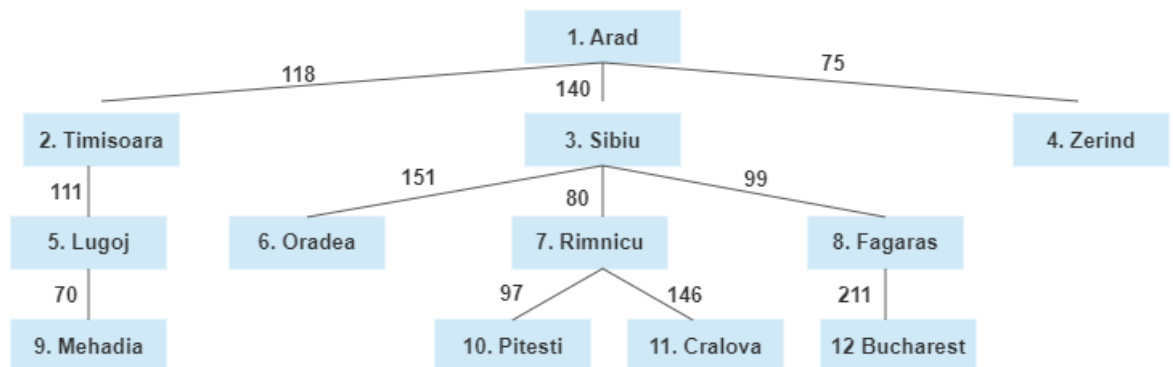 1. Arad
118
140
75
2. Timisoara
3. Sibiu
4. Zerind
111
151
80
99
5. Lugoj
6. Oradea
7. Rimnicu
8. Fagaras
70
97
146
211
9. Mehadia
10. Pitesti
11. Cralova
12 Bucharest